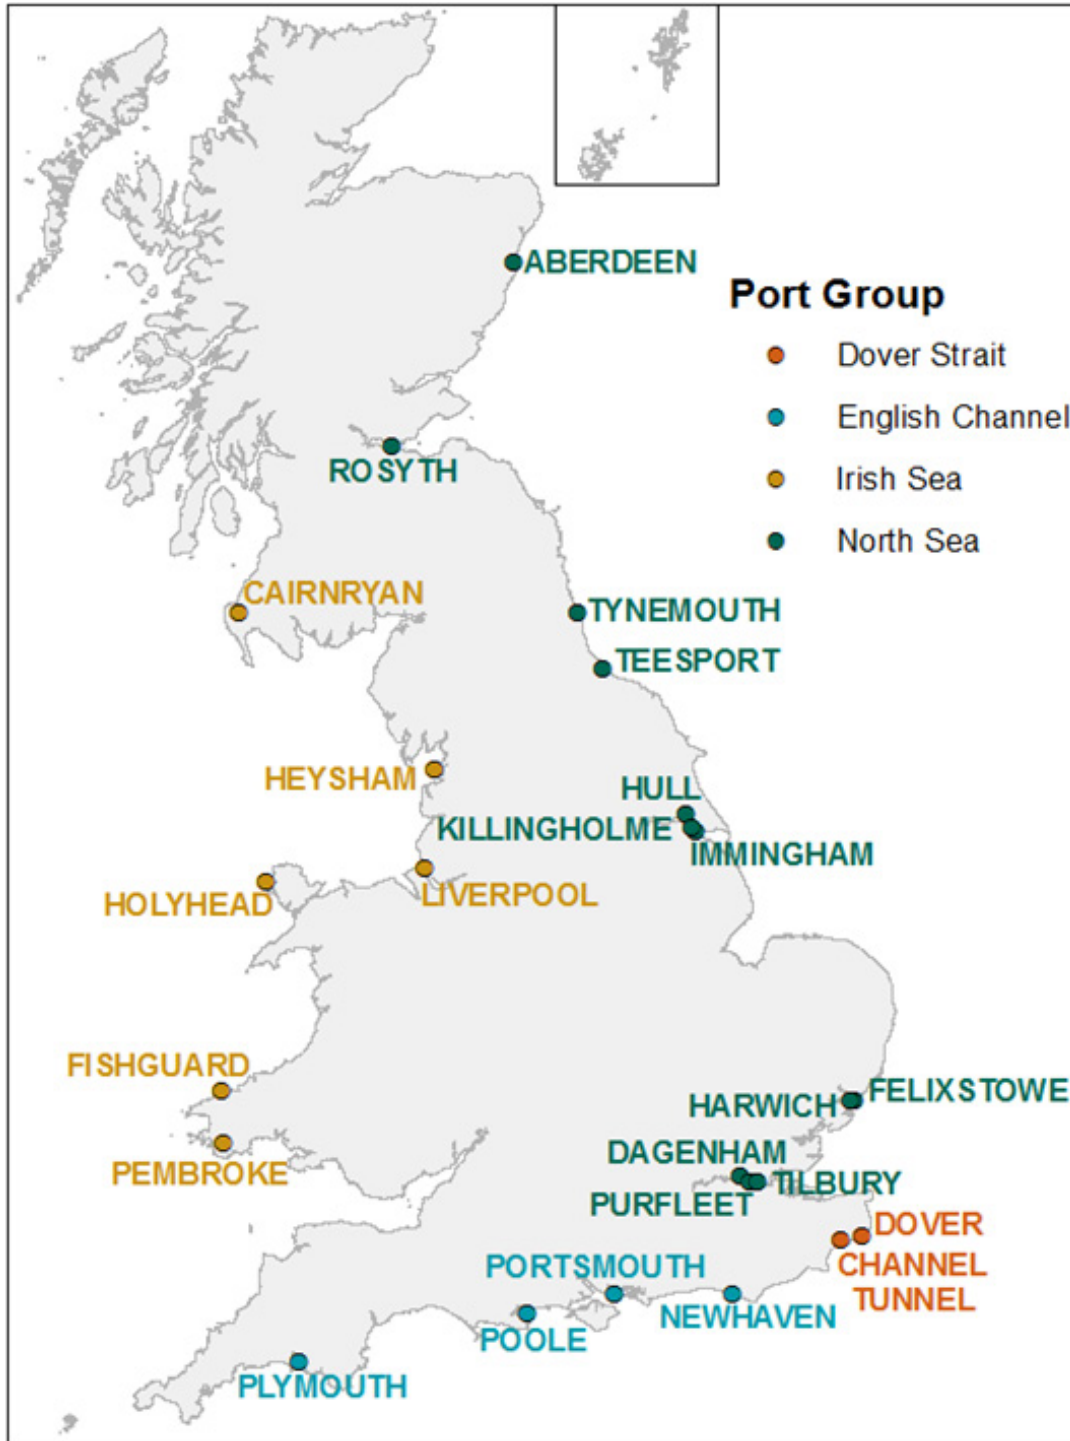 ABERDEEN
Port Group
Dover Strait
English Channel
Irish Sea
North Sea
ROSYTH
CAIRNRYAN
TYNEMOUTH
TEESPORT
HEYSHAM
HULL
KILLINGHOLME
IMMINGHAM
LIVERPOOL
HOLYHEAD
FISHGUARD
FELIXSTOWE
HARWICH
DAGENHAM
PEMBROKE
TILBURY
PURFLEET
DOVER
CHANNEL
TUNNEL
PORTSMOUTH
NEWHAVEN
POOLE
PLYMOUTH